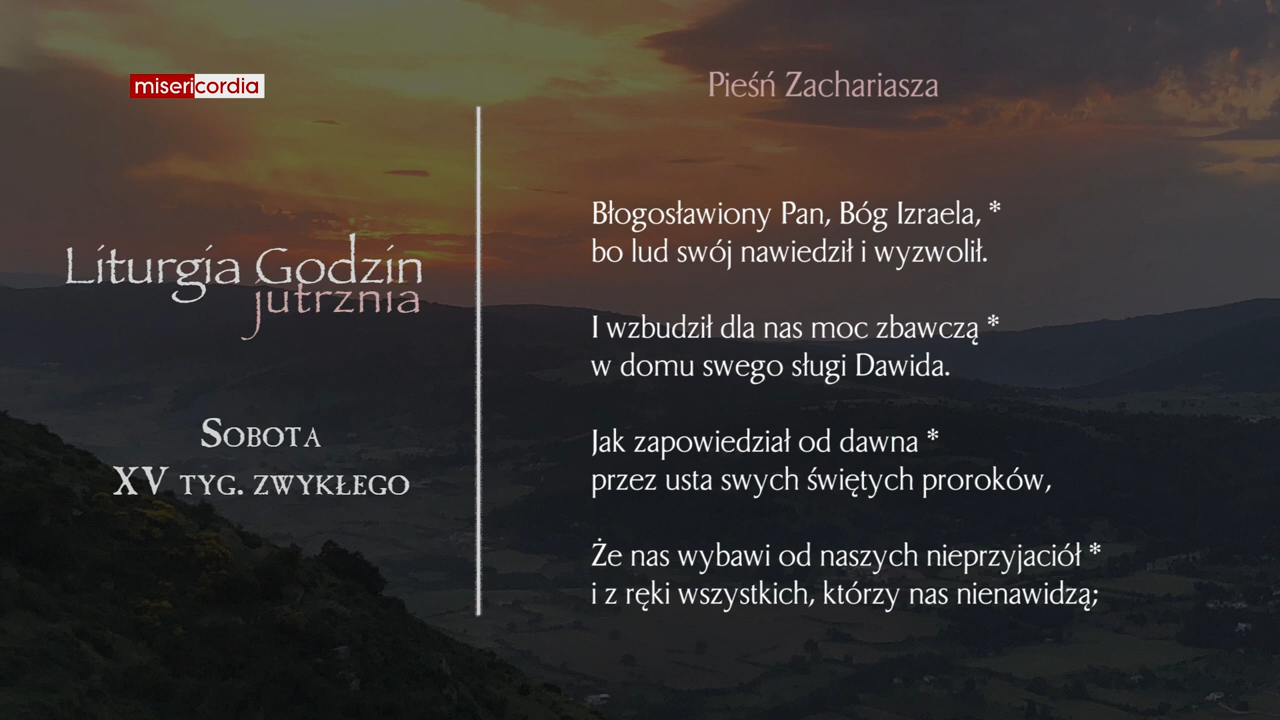 misericordia
Liturgia Godzin
jutrznia
Sobota
XV tyg. zwykłego
Pieśń Zachariasza
Błogosławiony Pan, Bóg Izraela, *
bo lud swój nawiedził i wyzwolił.
I wzbudził dla nas moc zbawczą *
w domu swego sługi Dawida.
Jak zapowiedział od dawna *
przez usta swych świętych proroków,
Że nas wybawi od naszych nieprzyjaciół *
i z ręki wszystkich, którzy nas nienawidzą;